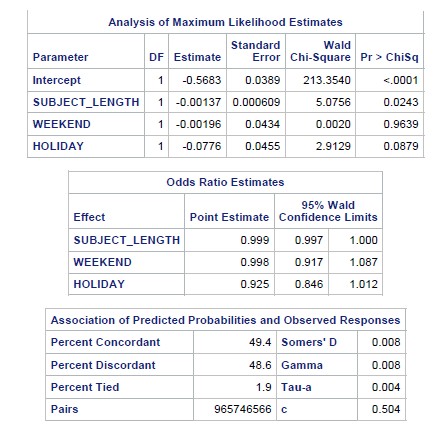 Analysis of Maximum Likelihood Estimates
Parameter DF Estimate Standard Error Wald Chi-Square Pr > ChiSq
Intercept 1 -0.5683 0.0389 213.3540 <.0001
SUBJECT_LENGTH 1 -0.00137 0.000609 5.0756 0.0243
WEEKEND 1 -0.00196 0.0434 0.0020 0.9639
HOLIDAY 1 -0.0776 0.0455 2.9129 0.0879
Odds Ratio Estimates
Effect Point Estimate 95% Wald Confidence Limits
SUBJECT_LENGTH 0.999 0.997 1.000
WEEKEND 0.998 0.917 1.087
HOLIDAY 0.925 0.846 1.012
Association of Predicted Probabilities and Observed Responses
Percent Concordant 49.4 Somers' D 0.008
Percent Discordant 48.6 Gamma 0.008
Percent Tied 1.9 Tau-a 0.004
Pairs 965746566 c 0.504